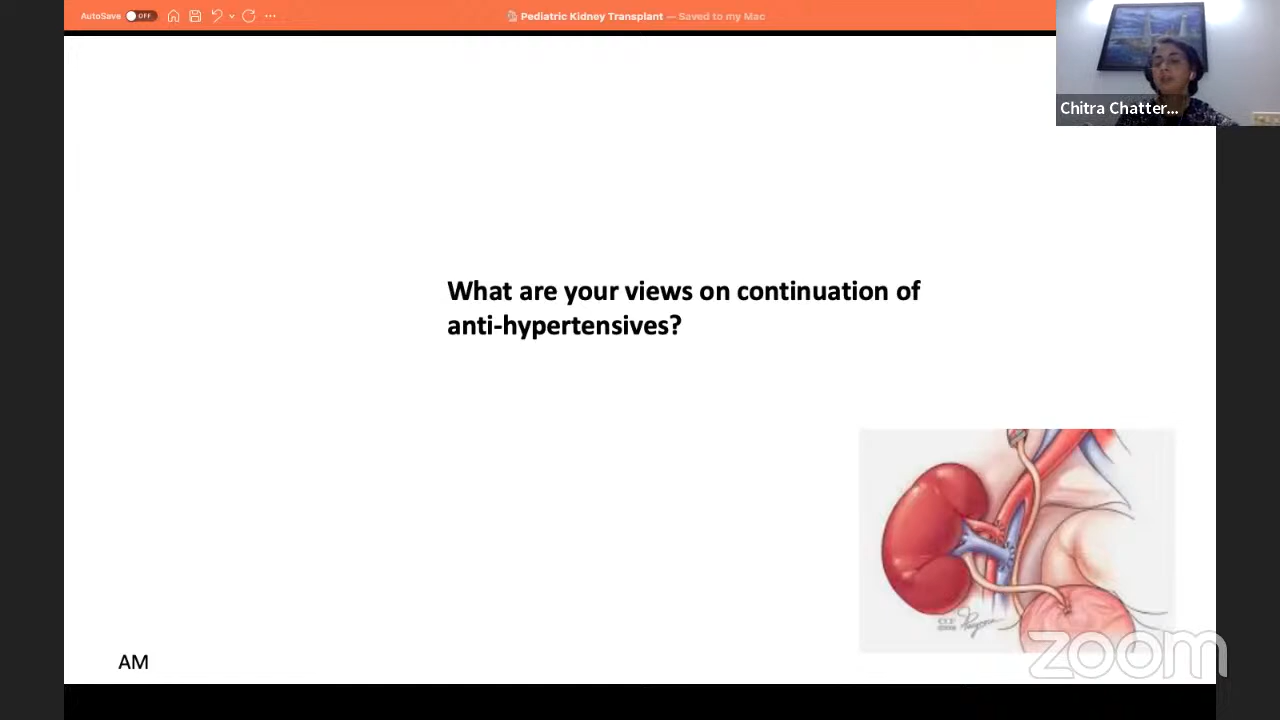 AutoSave OFF
Pediatric Kidney Transplant — Saved to my Mac
Chitra Chatter...
What are your views on continuation of
anti-hypertensives?
AM
zoom